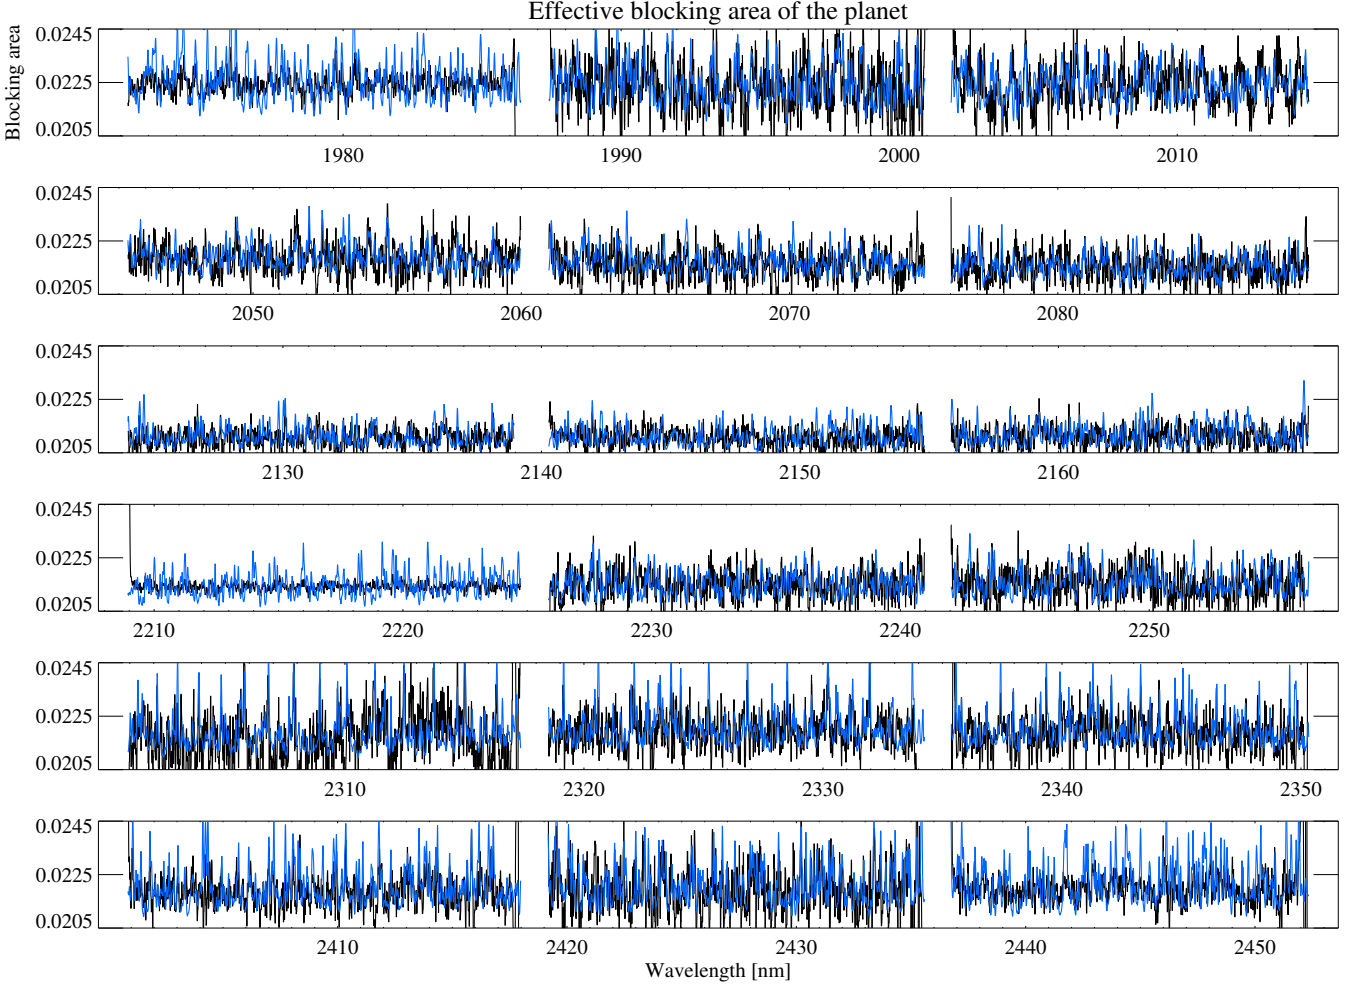 Effective blocking area of the planet
Blocking area
0.0245
0.0225
0.0205
1980 1990 2000 2010
0.0245
0.0225
0.0205
2050 2060 2070 2080
0.0245
0.0225
0.0205
2130 2140 2150 2160
0.0245
0.0225
0.0205
2210 2220 2230 2240 2250
0.0245
0.0225
0.0205
2310 2320 2330 2340 2350
0.0245
0.0225
0.0205
2410 2420 2430 2440 2450
Wavelength [nm]